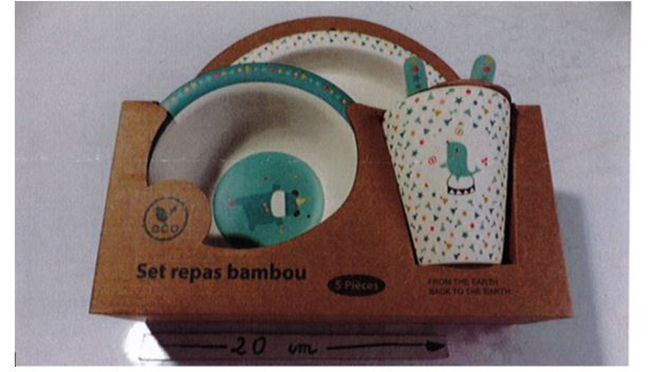 eco
Set repas bambou
5 Pièces
FROM THE EARTH
BACK TO THE EARTH
20 cm